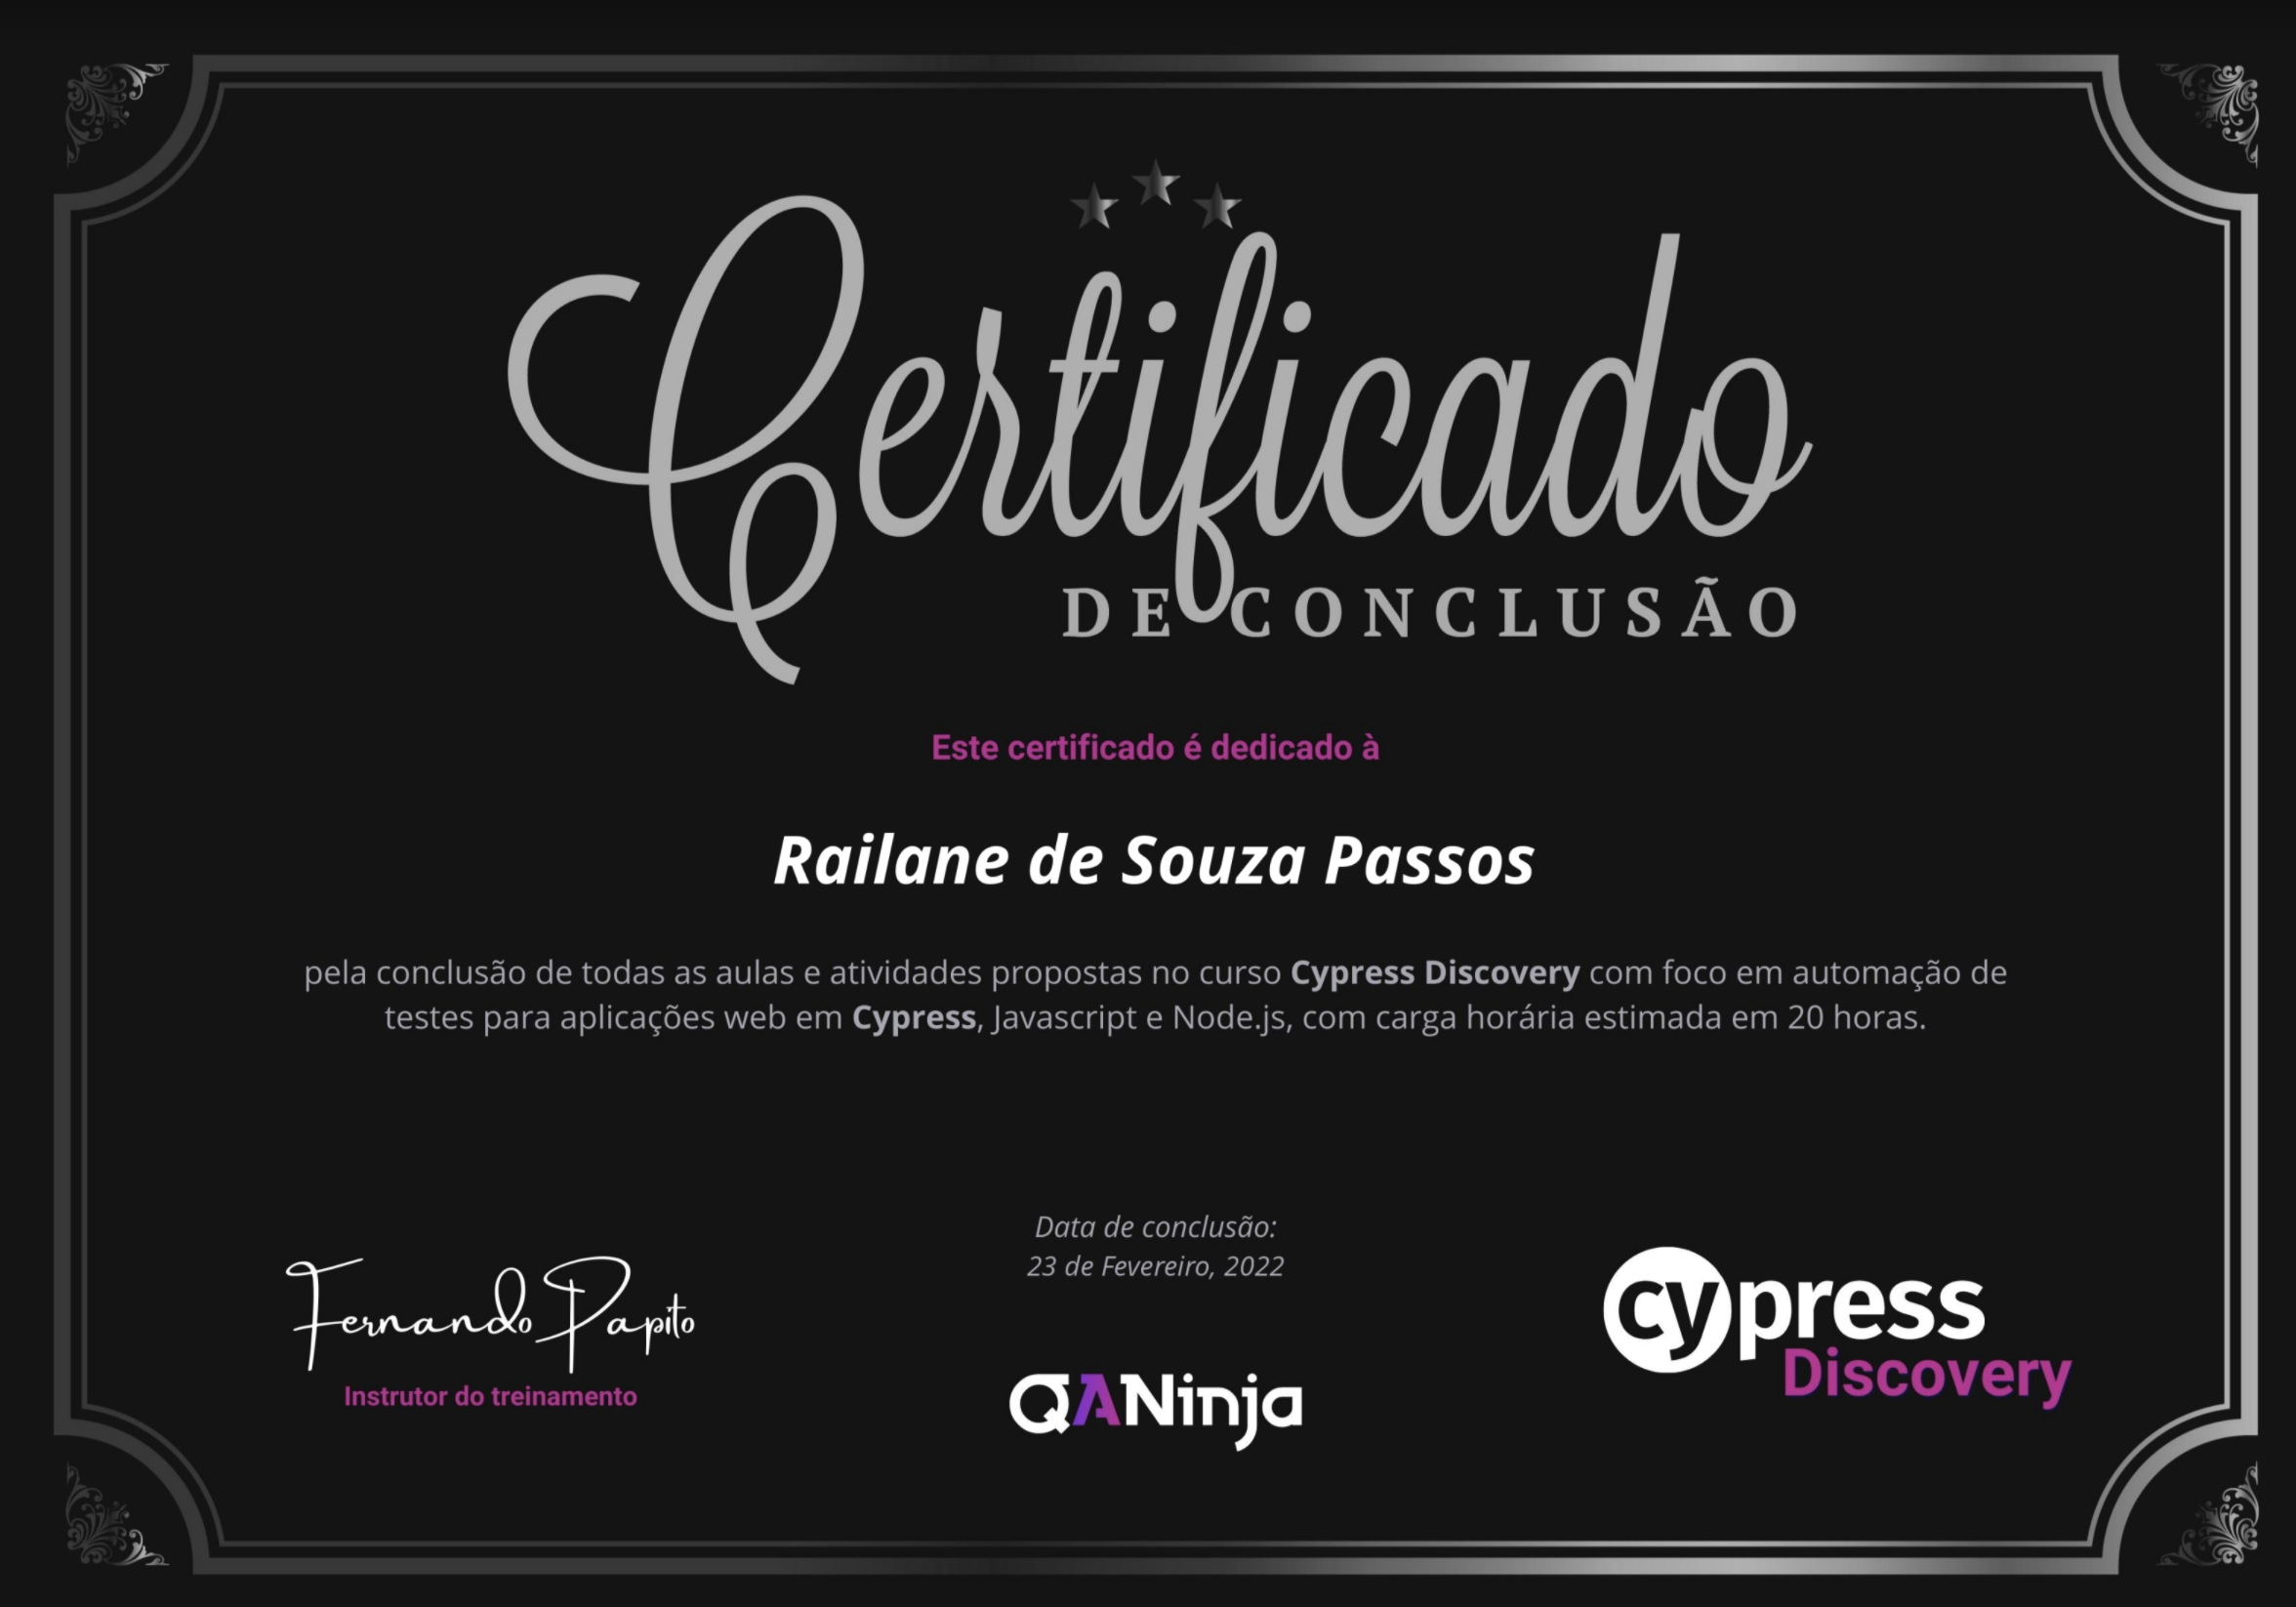 Certificado
DE CONCLUSÃO
Este certificado é dedicado à
Railane de Souza Passos
pela conclusão de todas as aulas e atividades propostas no curso Cypress Discovery com foco em automação de
testes para aplicações web em Cypress, Javascript e Node.js, com carga horária estimada em 20 horas.
Fernando Papito
Instrutor do treinamento
Data de conclusão:
23 de Fevereiro, 2022
QANinja
cypress
Discovery